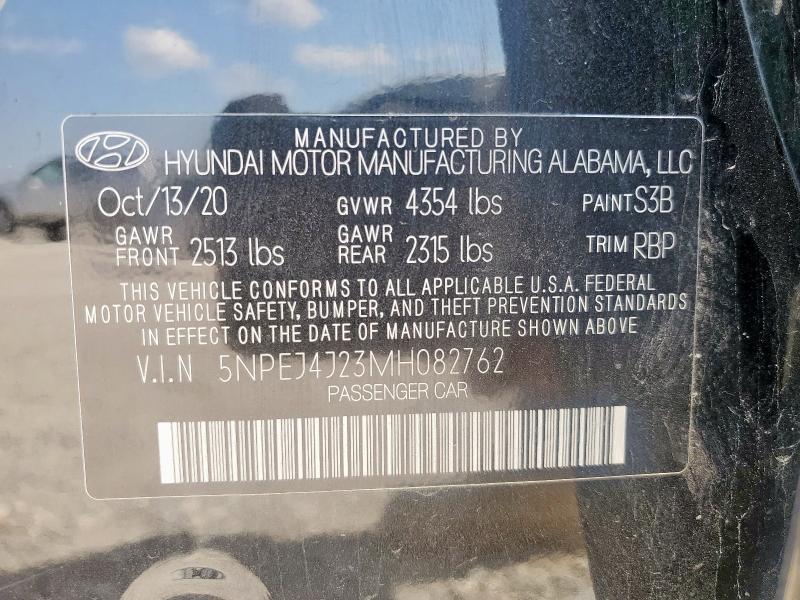 MANUFACTURED BY
HYUNDAI MOTOR MANUFACTURING ALABAMA, LLC
Oct/13/20 GVWR 4354 lbs PAINT S3B
GAWR FRONT 2513 lbs GAWR REAR 2315 lbs TRIM RBP
THIS VEHICLE CONFORMS TO ALL APPLICABLE U.S.A. FEDERAL
MOTOR VEHICLE SAFETY, BUMPER, AND THEFT PREVENTION STANDARDS
IN EFFECT ON THE DATE OF MANUFACTURE SHOWN ABOVE
V.I.N 5NPEJ4J23MH082762
PASSENGER CAR